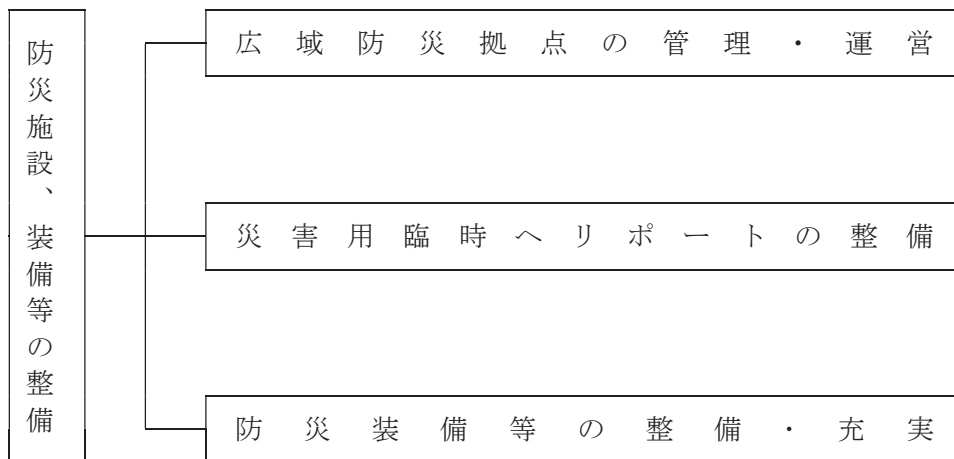 防災施設、装備等の整備
広域防災拠点の管理・運営
災害用臨時ヘリポートの整備
防災装備等の整備・充実